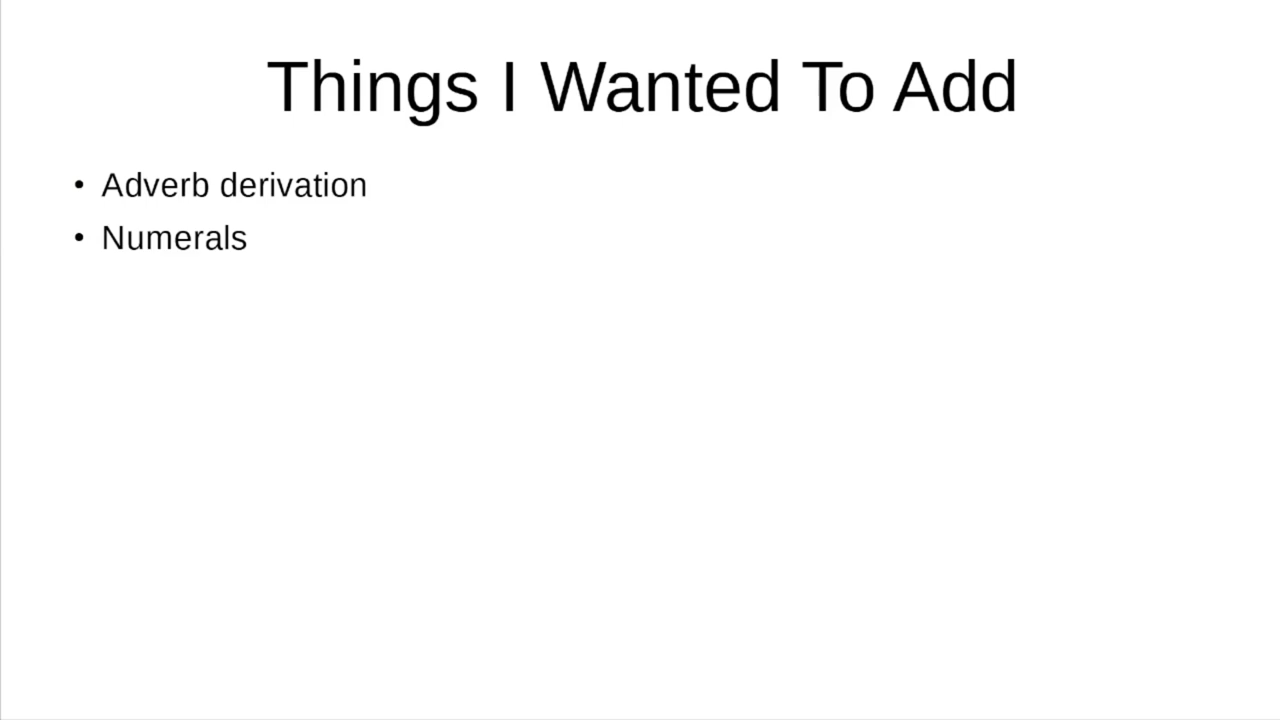 Things I Wanted To Add
• Adverb derivation
• Numerals